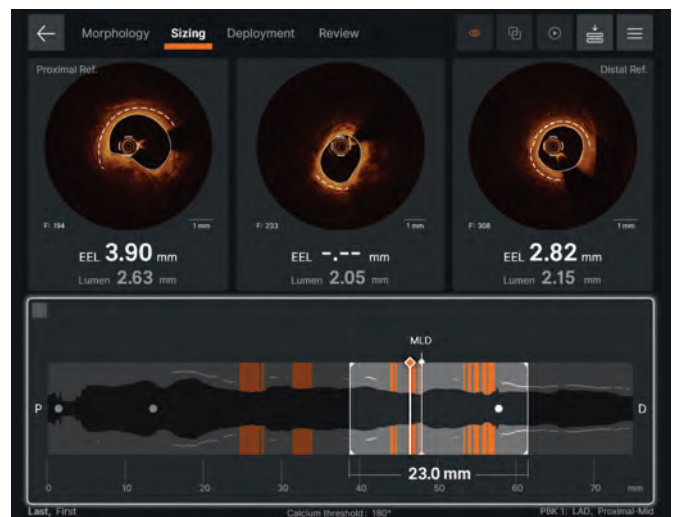 Morphology Sizing Deployment Review
Proximal Ref.
Distal Ref.
F: 194
1 mm
F: 233
1 mm
F: 308
1 mm
EEL 3.90 mm
EEL -.-- mm
EEL 2.82 mm
Lumen 2.63 mm
Lumen 2.05 mm
Lumen 2.15 mm
MLD
P
D
23.0 mm
0 10 20 30 40 50 60 70 mm
Last, First
Calcium threshold: 180°
PBK 1: LAD, Proximal-Mid